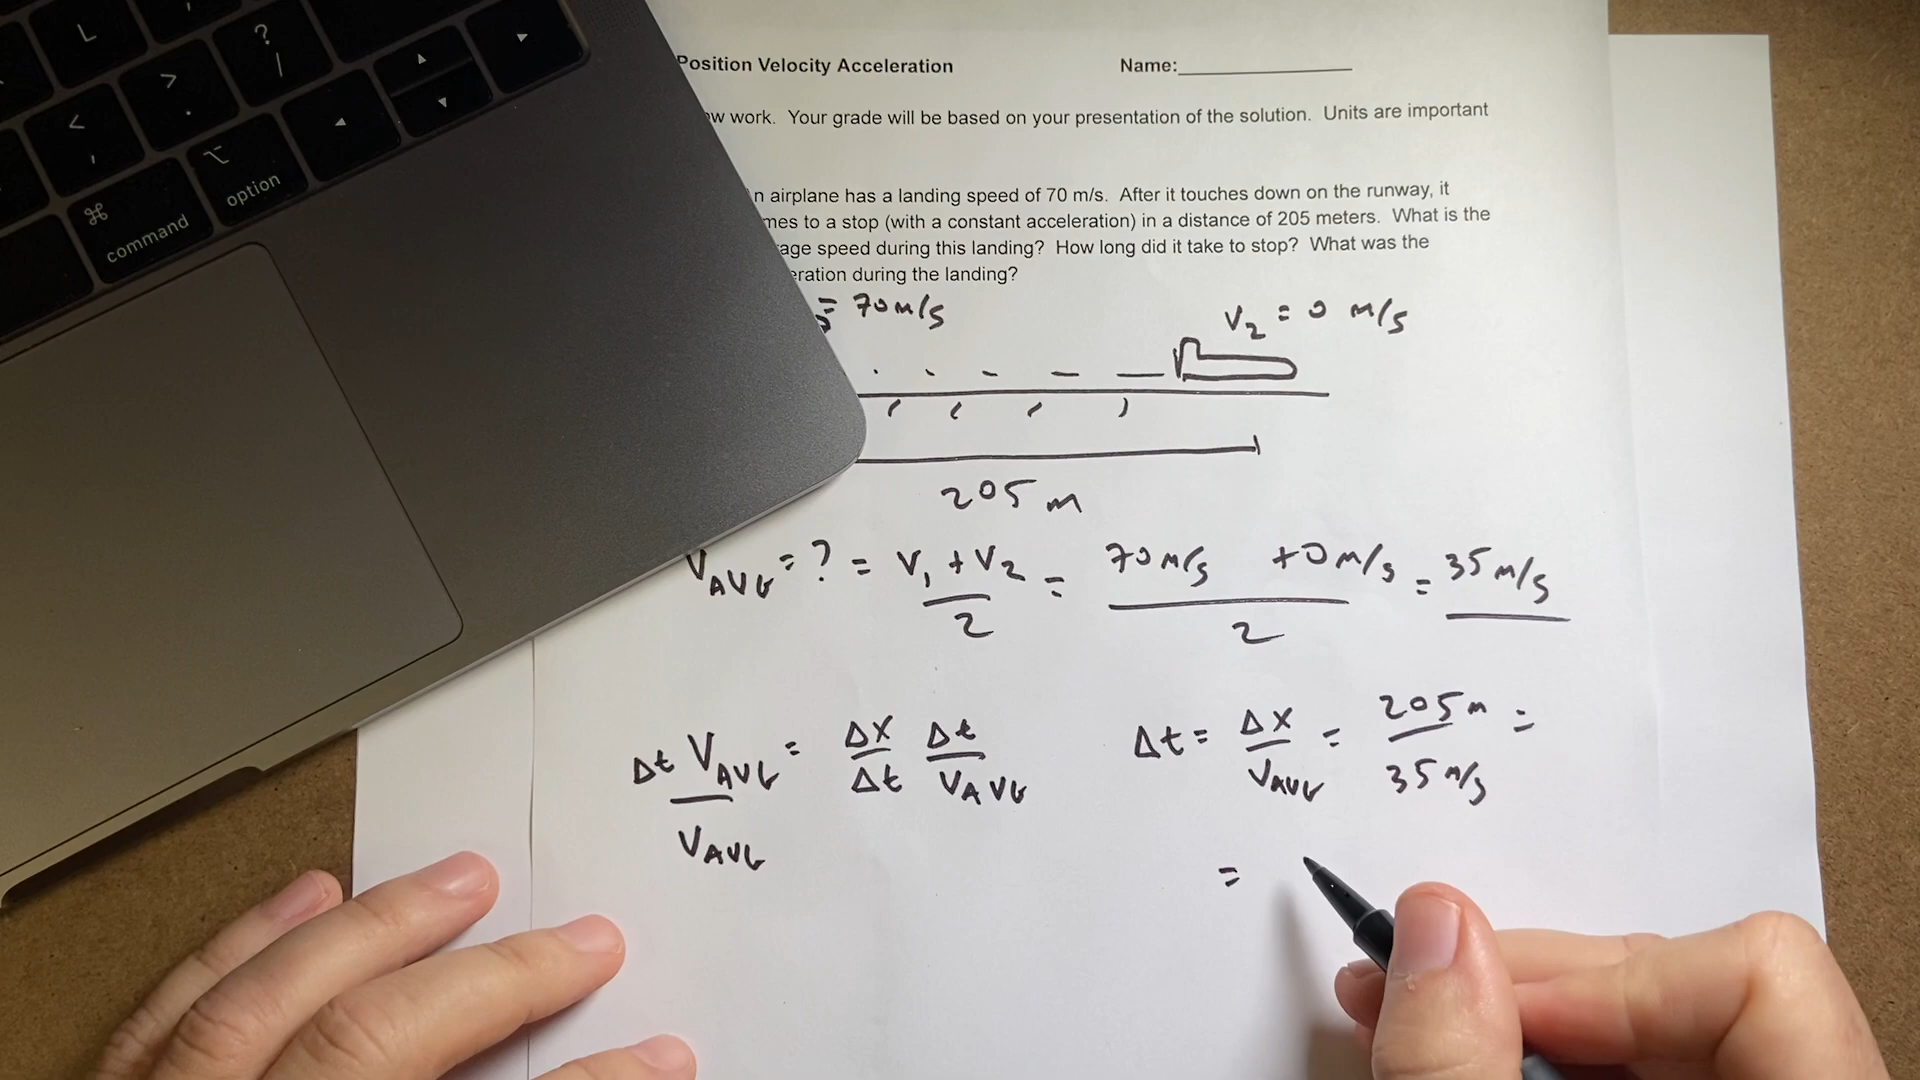 L
?
/
>
.
<
,
⌘
command
⌥
option
Position Velocity Acceleration Name:
ow work. Your grade will be based on your presentation of the solution. Units are important
n airplane has a landing speed of 70 m/s. After it touches down on the runway, it
mes to a stop (with a constant acceleration) in a distance of 205 meters. What is the
age speed during this landing? How long did it take to stop? What was the
eration during the landing?
= 70 m/s V₂ = 0 m/s
205 m
VAVG = ? = V₁ + V₂ / 2 = 70 m/s + 0 m/s / 2 = 35 m/s
Δt VAVG / VAVG = Δx / Δt Δt / VAVG Δt = Δx / VAVG = 205 m / 35 m/s =
=